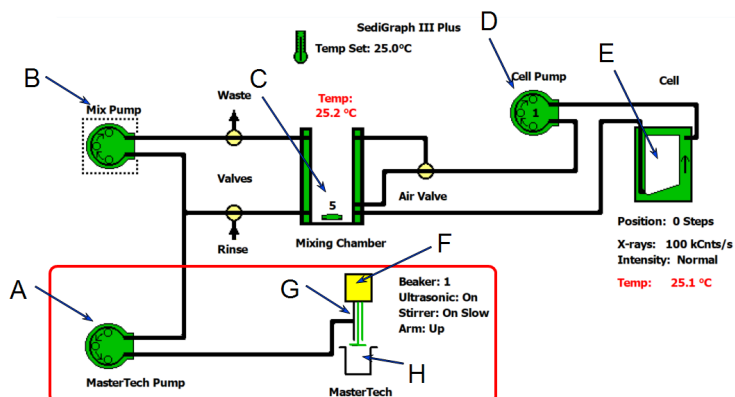 SediGraph III Plus
Temp Set: 25.0°C
D
E
B
C
Cell Pump
Cell
Mix Pump
Waste
Temp:
25.2 °C
1
Valves
5
Air Valve
Rinse
Mixing Chamber
Position: 0 Steps
X-rays: 100 kCnts/s
Intensity: Normal
Temp: 25.1 °C
F
A
G
Beaker: 1
Ultrasonic: On
Stirrer: On Slow
Arm: Up
H
MasterTech Pump
MasterTech